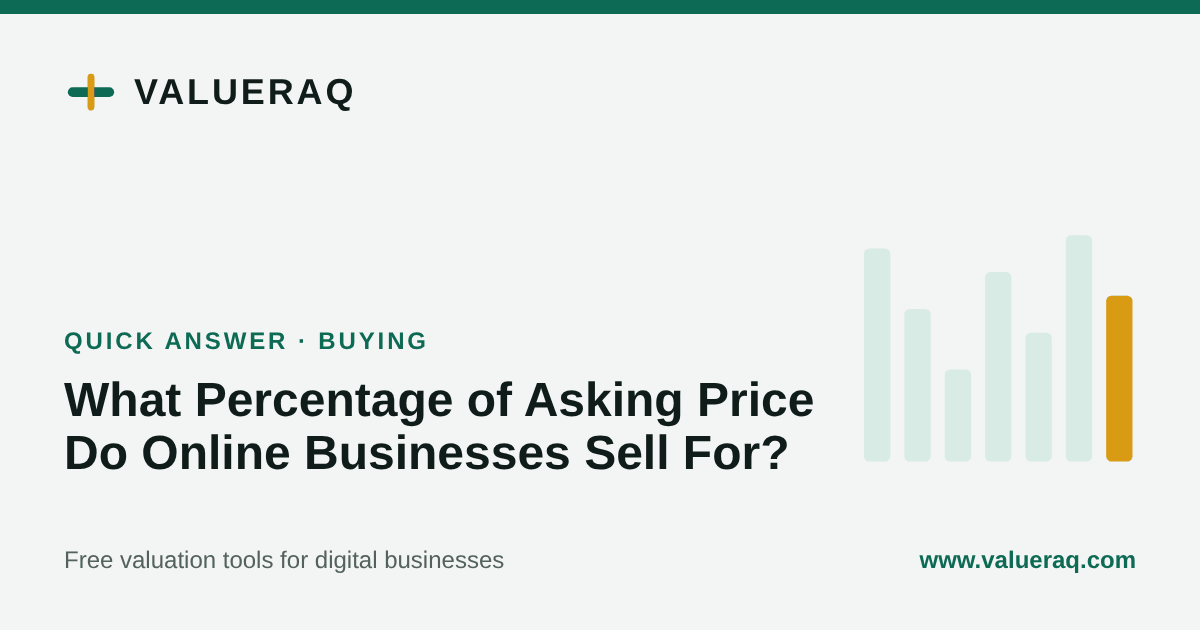 VALUERAQ
QUICK ANSWER · BUYING
What Percentage of Asking Price
Do Online Businesses Sell For?
Free valuation tools for digital businesses
www.valueraq.com